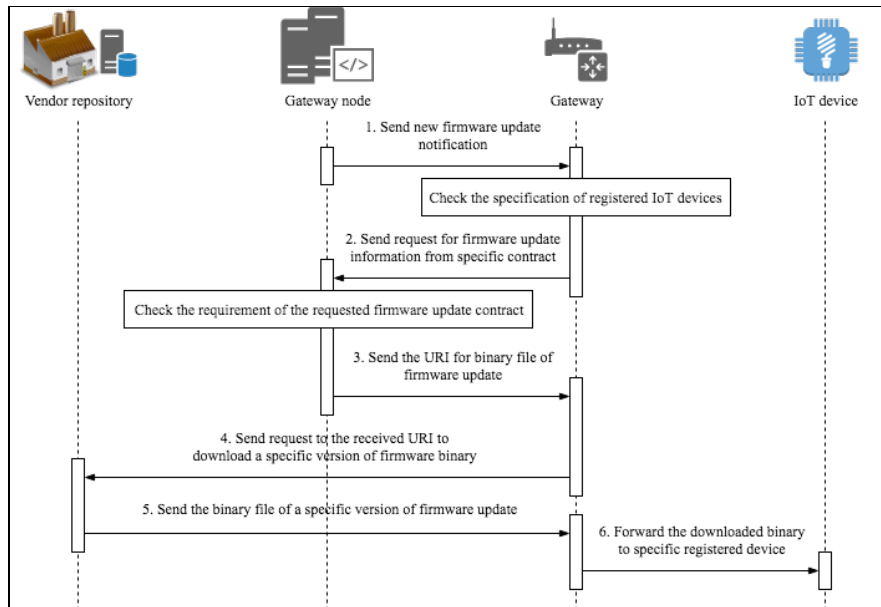 </>
Vendor repository
Gateway node
Gateway
IoT device
1. Send new firmware update
notification
Check the specification of registered IoT devices
2. Send request for firmware update
information from specific contract
Check the requirement of the requested firmware update contract
3. Send the URI for binary file of
firmware update
4. Send request to the received URI to
download a specific version of firmware binary
5. Send the binary file of a specific version of firmware update
6. Forward the downloaded binary
to specific registered device